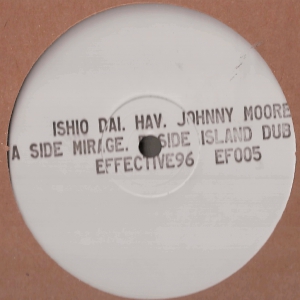 ISHIO DAI. HAV. JOHNNY MOORE
A SIDE MIRAGE. SIDE ISLAND DUB
EFFECTIVE96 EF005